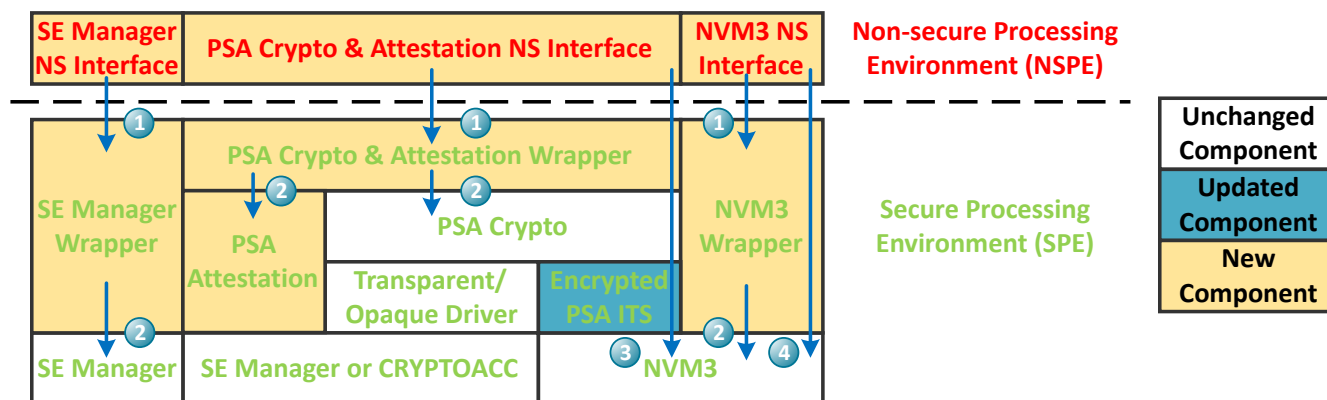 SE Manager
NS Interface
PSA Crypto & Attestation NS Interface
NVM3 NS
Interface
Non-secure Processing
Environment (NSPE)
1
1
1
PSA Crypto & Attestation Wrapper
2
2
SE Manager
Wrapper
PSA
Attestation
PSA Crypto
NVM3
Wrapper
Secure Processing
Environment (SPE)
Transparent/
Opaque Driver
Encrypted
PSA ITS
2
3
2
4
SE Manager
SE Manager or CRYPTOACC
NVM3
Unchanged
Component
Updated
Component
New
Component